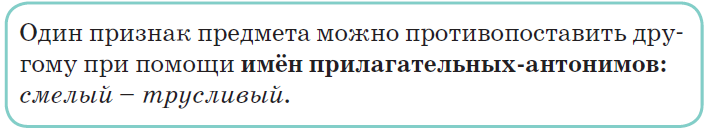 Один признак предмета можно противопоставить дру-
гому при помощи имён прилагательных-антонимов:
смелый – трусливый.